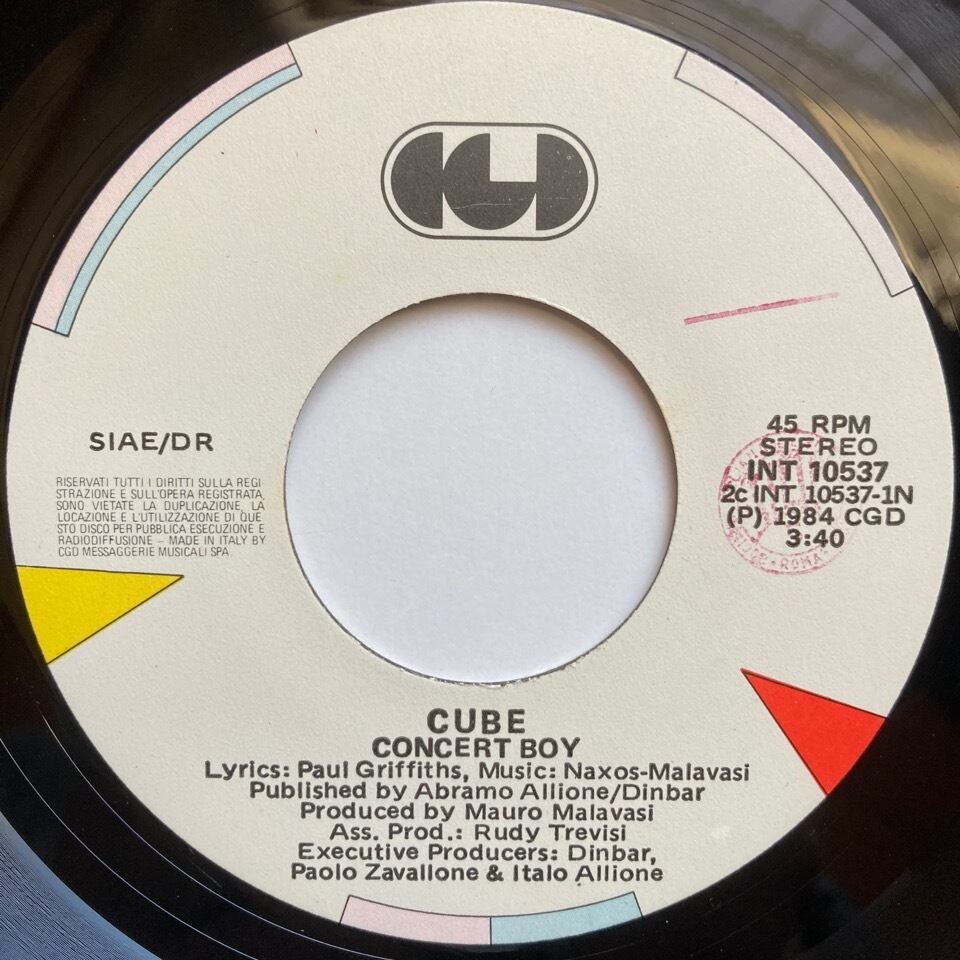 SIAE/DR
RISERVATI TUTTI I DIRITTI SULLA REGI
STRAZIONE E SULL'OPERA REGISTRATA,
SONO VIETATE LA DUPLICAZIONE, LA
LOCAZIONE E L'UTILIZZAZIONE DI QUE
STO DISCO PER PUBBLICA ESECUZIONE E
RADIODIFFUSIONE – MADE IN ITALY BY
CGD MESSAGGERIE MUSICALI SPA
45 RPM
STEREO
INT 10537
2c INT 10537-1N
(P) 1984 CGD
3:40
ROMA
CUBE
CONCERT BOY
Lyrics: Paul Griffiths, Music: Naxos-Malavasi
Published by Abramo Allione/Dinbar
Produced by Mauro Malavasi
Ass. Prod.: Rudy Trevisi
Executive Producers: Dinbar,
Paolo Zavallone & Italo Allione